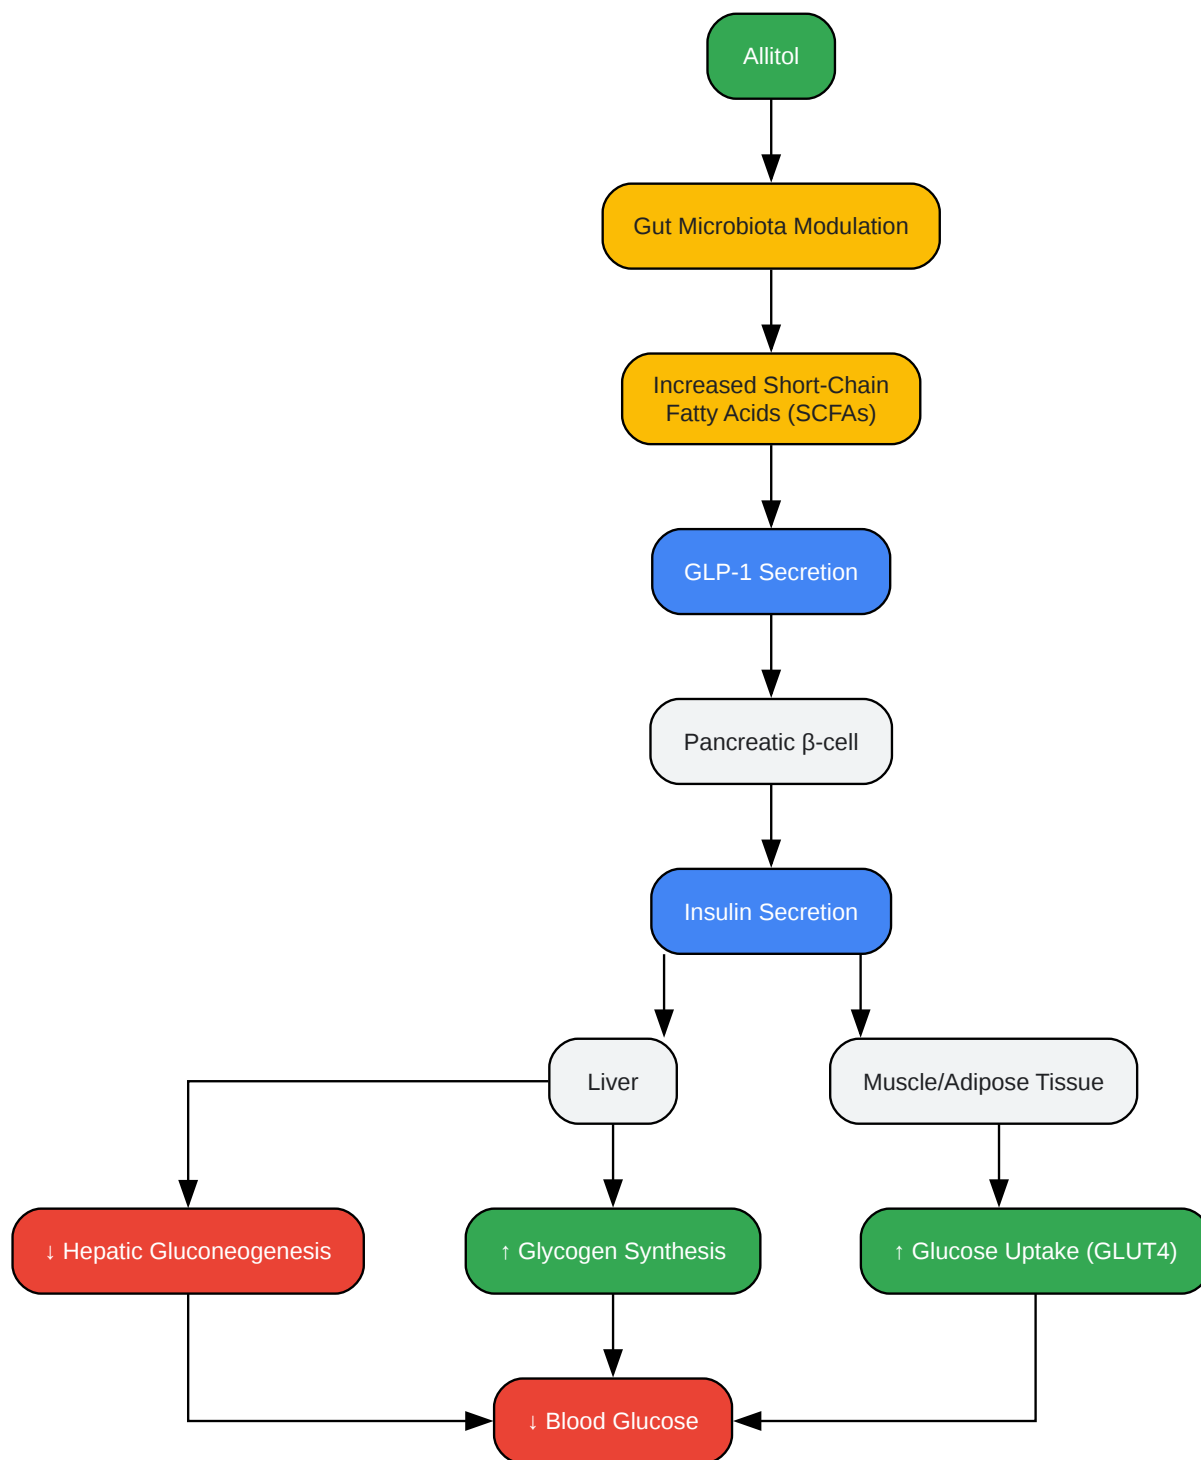 Allitol
Gut Microbiota Modulation
Increased Short-Chain
Fatty Acids (SCFAs)
GLP-1 Secretion
Pancreatic β-cell
Insulin Secretion
Liver
Muscle/Adipose Tissue
↓ Hepatic Gluconeogenesis
↑ Glycogen Synthesis
↑ Glucose Uptake (GLUT4)
↓ Blood Glucose